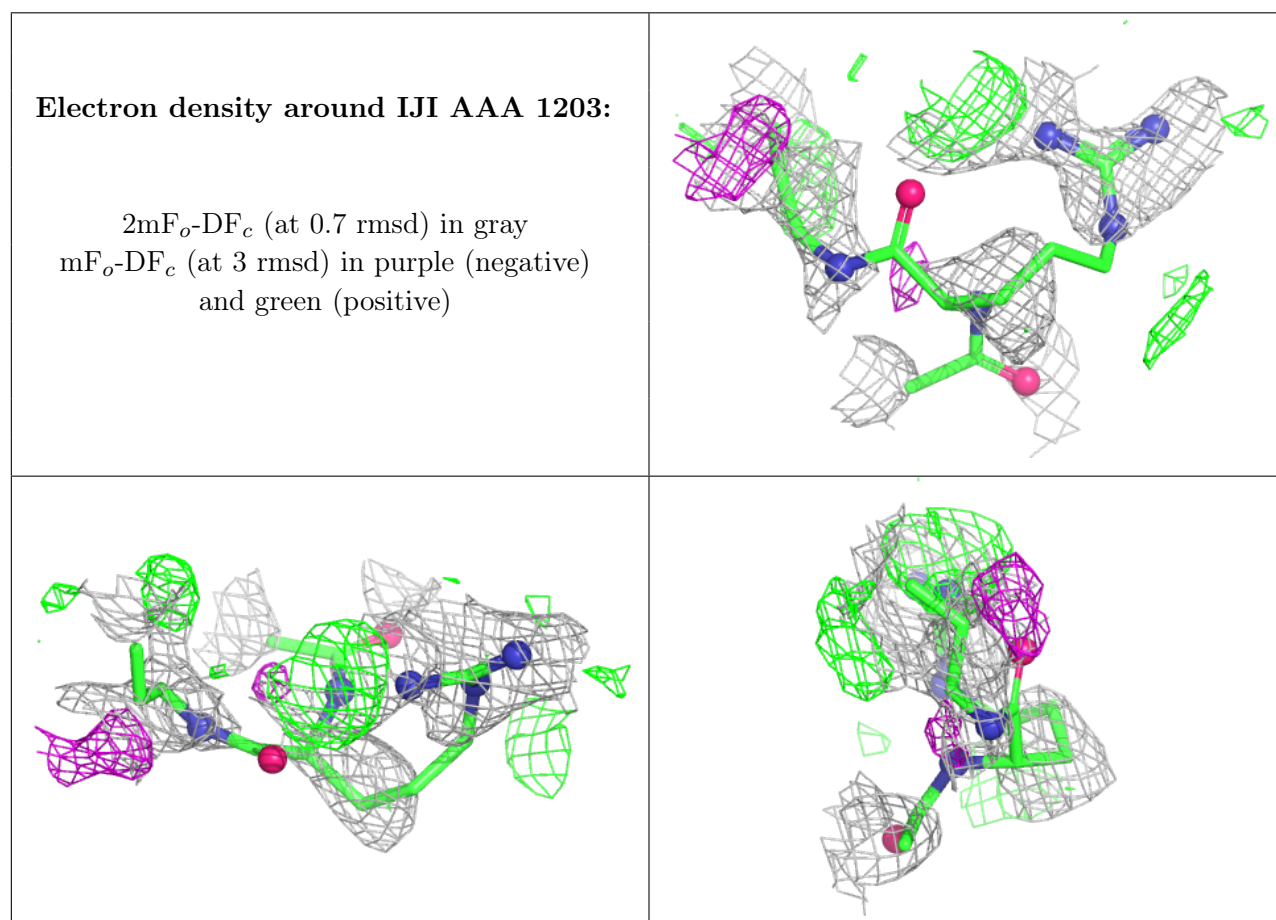 Electron density around IJI AAA 1203:
2mFo-DFc (at 0.7 rmsd) in gray
mFo-DFc (at 3 rmsd) in purple (negative)
and green (positive)